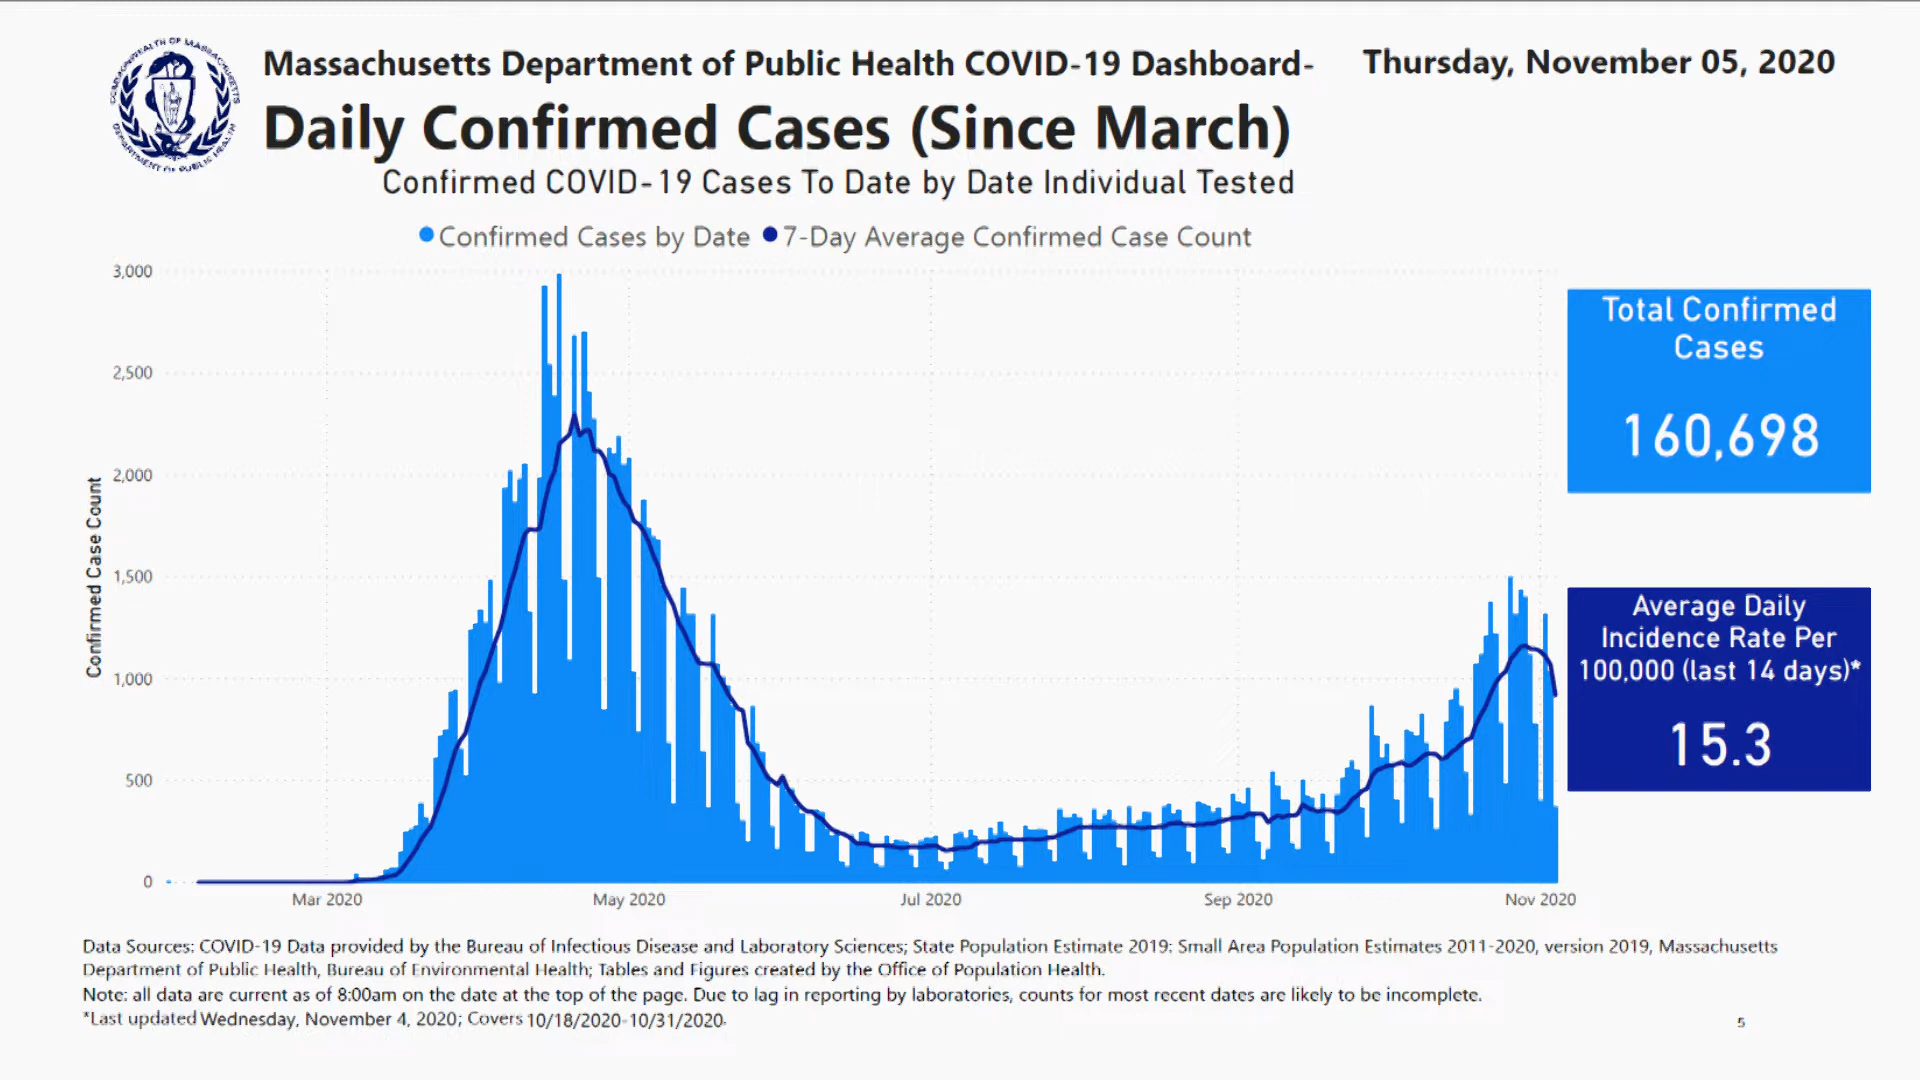 Massachusetts Department of Public Health COVID-19 Dashboard-
Thursday, November 05, 2020
Daily Confirmed Cases (Since March)
Confirmed COVID-19 Cases To Date by Date Individual Tested
Confirmed Cases by Date 7-Day Average Confirmed Case Count
Confirmed Case Count
3,000
2,500
2,000
1,500
1,000
500
0
Mar 2020 May 2020 Jul 2020 Sep 2020 Nov 2020
Total Confirmed
Cases
160,698
Average Daily
Incidence Rate Per
100,000 (last 14 days)*
15.3
Data Sources: COVID-19 Data provided by the Bureau of Infectious Disease and Laboratory Sciences; State Population Estimate 2019: Small Area Population Estimates 2011-2020, version 2019, Massachusetts
Department of Public Health, Bureau of Environmental Health; Tables and Figures created by the Office of Population Health.
Note: all data are current as of 8:00am on the date at the top of the page. Due to lag in reporting by laboratories, counts for most recent dates are likely to be incomplete.
*Last updated Wednesday, November 4, 2020; Covers 10/18/2020-10/31/2020.
5
COMMONWEALTH OF MASSACHUSETTS
DEPARTMENT OF PUBLIC HEALTH